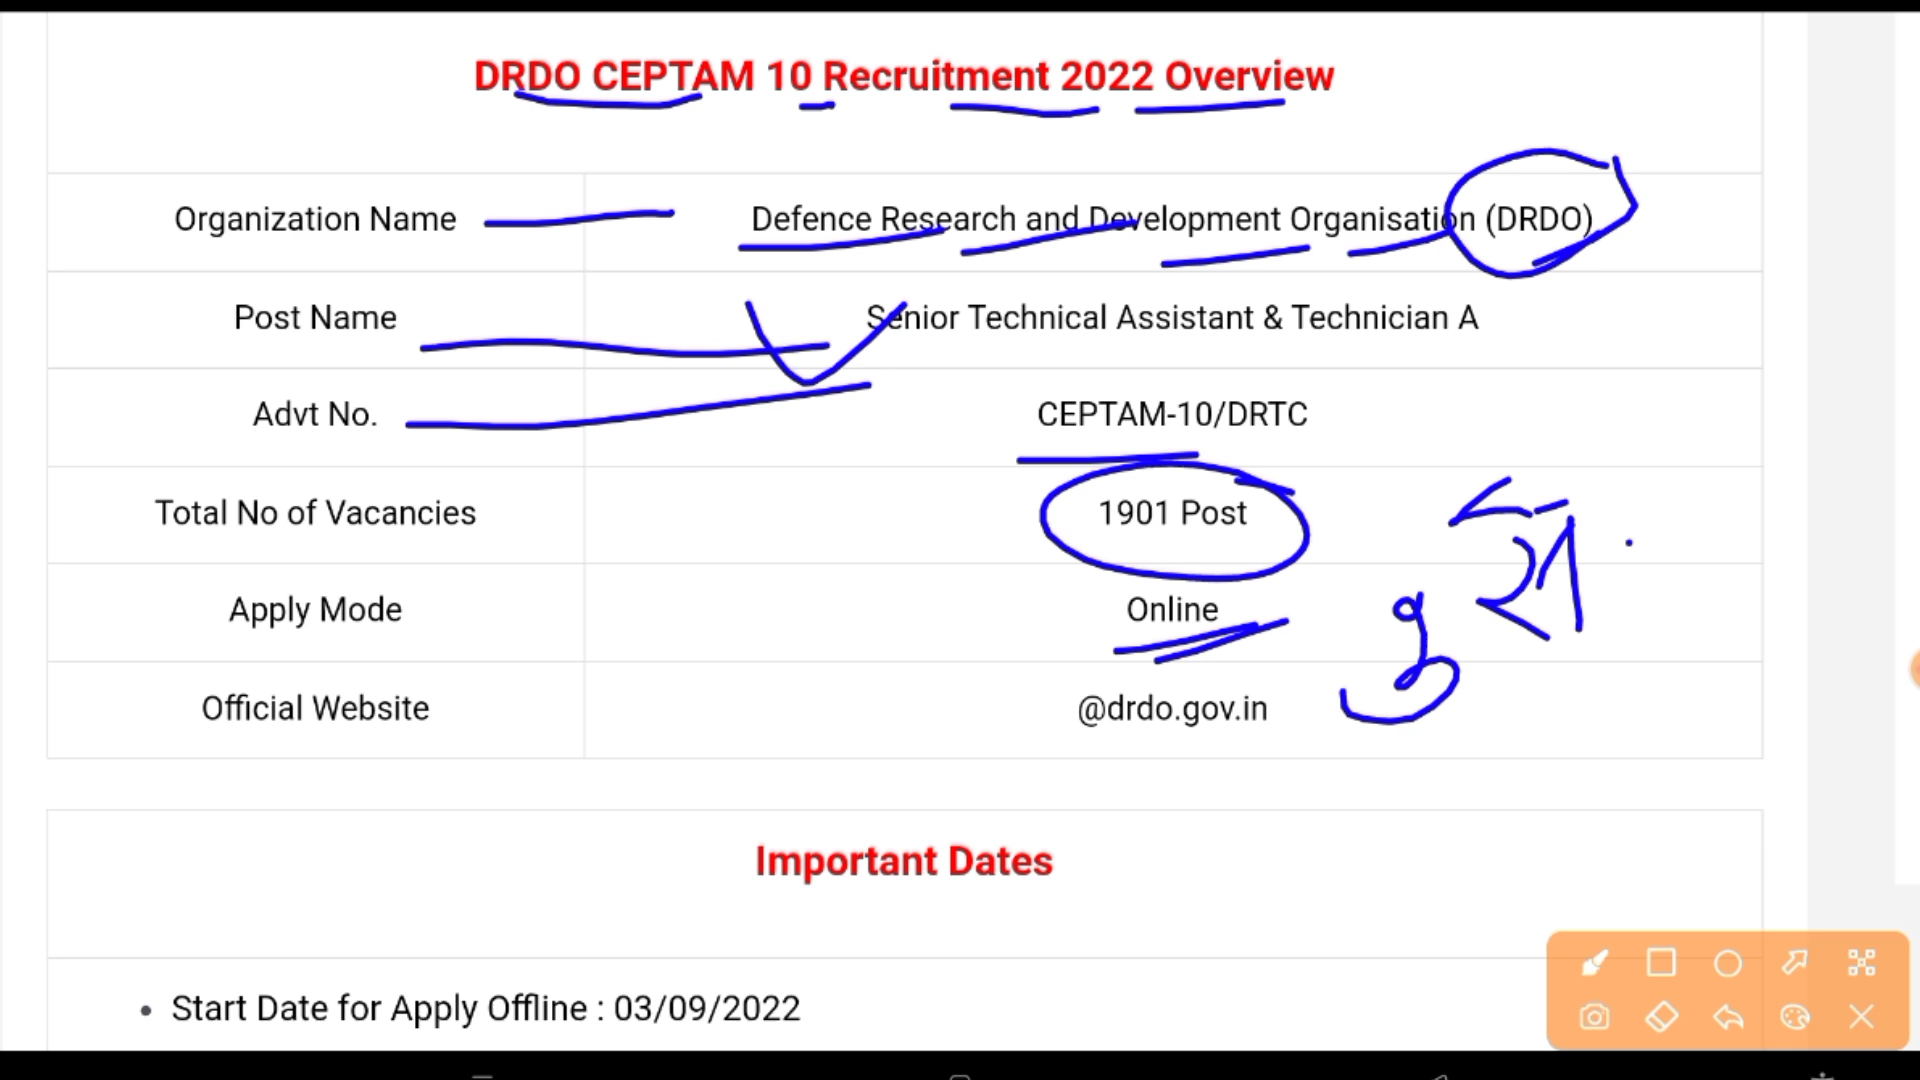 DRDO CEPTAM 10 Recruitment 2022 Overview
Organization Name Defence Research and Development Organisation (DRDO)
Post Name Senior Technical Assistant & Technician A
Advt No. CEPTAM-10/DRTC
Total No of Vacancies 1901 Post
Apply Mode Online
Official Website @drdo.gov.in
Important Dates
• Start Date for Apply Offline : 03/09/2022